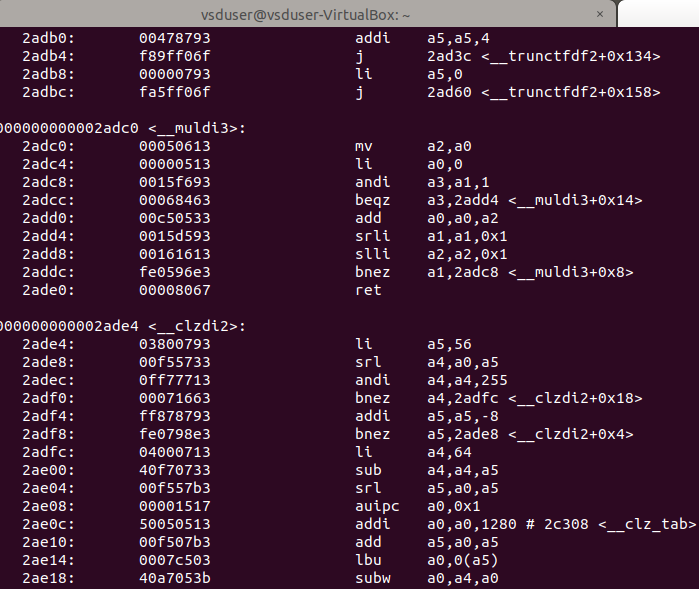 vsduser@vsduser-VirtualBox: ~ ×
2adb0: 00478793 addi a5,a5,4
2adb4: f89ff06f j 2ad3c <__trunctfdf2+0x134>
2adb8: 00000793 li a5,0
2adbc: fa5ff06f j 2ad60 <__trunctfdf2+0x158>
000000000002adc0 <__muldi3>:
2adc0: 00050613 mv a2,a0
2adc4: 00000513 li a0,0
2adc8: 0015f693 andi a3,a1,1
2adcc: 00068463 beqz a3,2add4 <__muldi3+0x14>
2add0: 00c50533 add a0,a0,a2
2add4: 0015d593 srli a1,a1,0x1
2add8: 00161613 slli a2,a2,0x1
2addc: fe0596e3 bnez a1,2adc8 <__muldi3+0x8>
2ade0: 00008067 ret
000000000002ade4 <__clzdi2>:
2ade4: 03800793 li a5,56
2ade8: 00f55733 srl a4,a0,a5
2adec: 0ff77713 andi a4,a4,255
2adf0: 00071663 bnez a4,2adfc <__clzdi2+0x18>
2adf4: ff878793 addi a5,a5,-8
2adf8: fe0798e3 bnez a5,2ade8 <__clzdi2+0x4>
2adfc: 04000713 li a4,64
2ae00: 40f70733 sub a4,a4,a5
2ae04: 00f557b3 srl a5,a0,a5
2ae08: 00001517 auipc a0,0x1
2ae0c: 50050513 addi a0,a0,1280 # 2c308 <__clz_tab>
2ae10: 00f507b3 add a5,a0,a5
2ae14: 0007c503 lbu a0,0(a5)
2ae18: 40a7053b subw a0,a4,a0